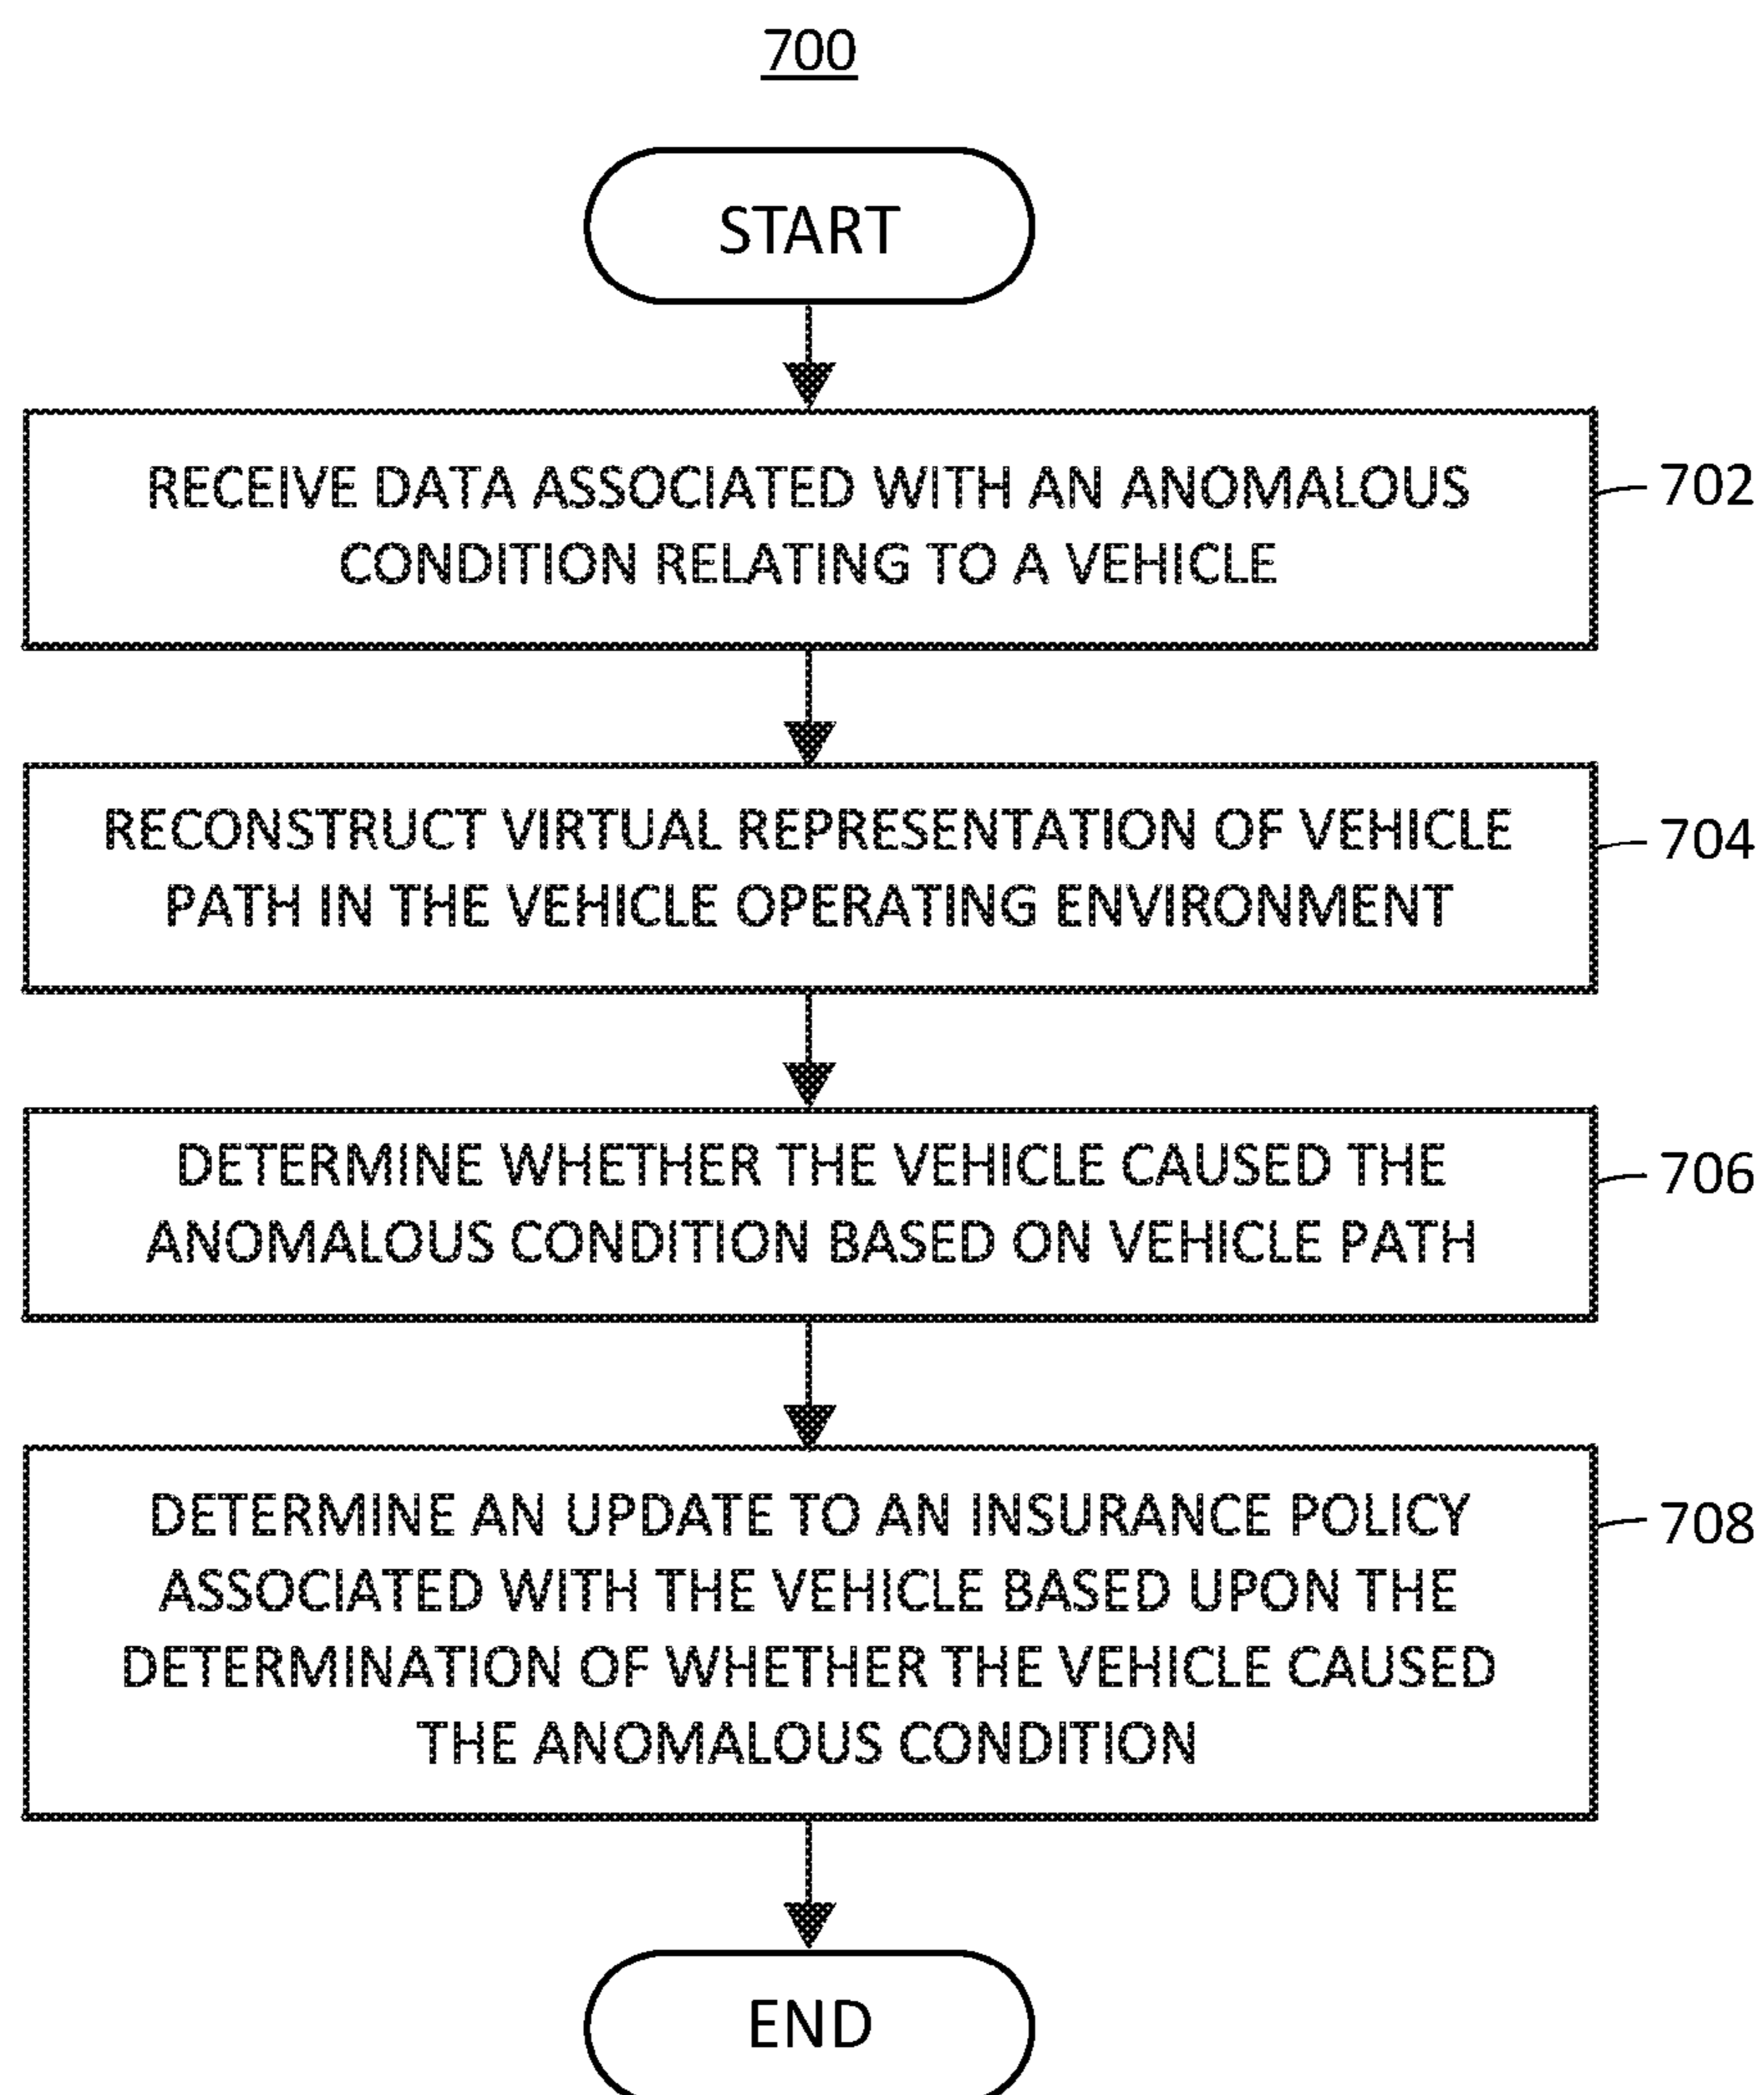 700
START
RECEIVE DATA ASSOCIATED WITH AN ANOMALOUS
CONDITION RELATING TO A VEHICLE
702
RECONSTRUCT VIRTUAL REPRESENTATION OF VEHICLE
PATH IN THE VEHICLE OPERATING ENVIRONMENT
704
DETERMINE WHETHER THE VEHICLE CAUSED THE
ANOMALOUS CONDITION BASED ON VEHICLE PATH
706
DETERMINE AN UPDATE TO AN INSURANCE POLICY
ASSOCIATED WITH THE VEHICLE BASED UPON THE
DETERMINATION OF WHETHER THE VEHICLE CAUSED
THE ANOMALOUS CONDITION
708
END